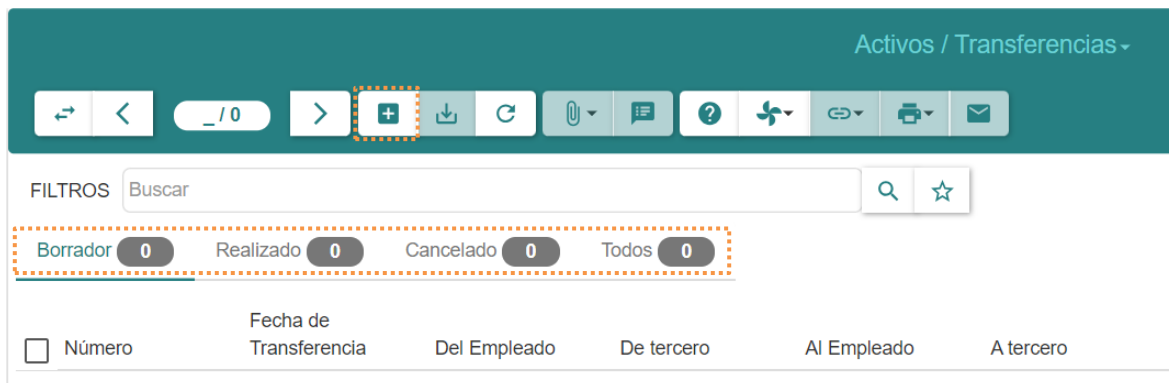 Activos / Transferencias
_ / 0
FILTROS Buscar
Borrador 0 Realizado 0 Cancelado 0 Todos 0
Número Fecha de Transferencia Del Empleado De tercero Al Empleado A tercero